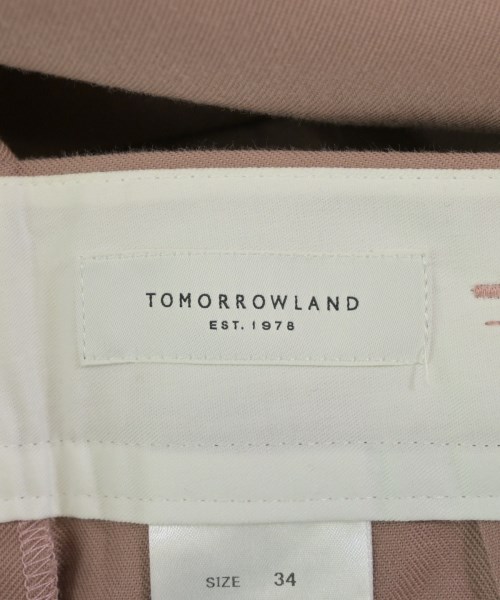 TOMORROWLAND
EST. 1978
SIZE 34